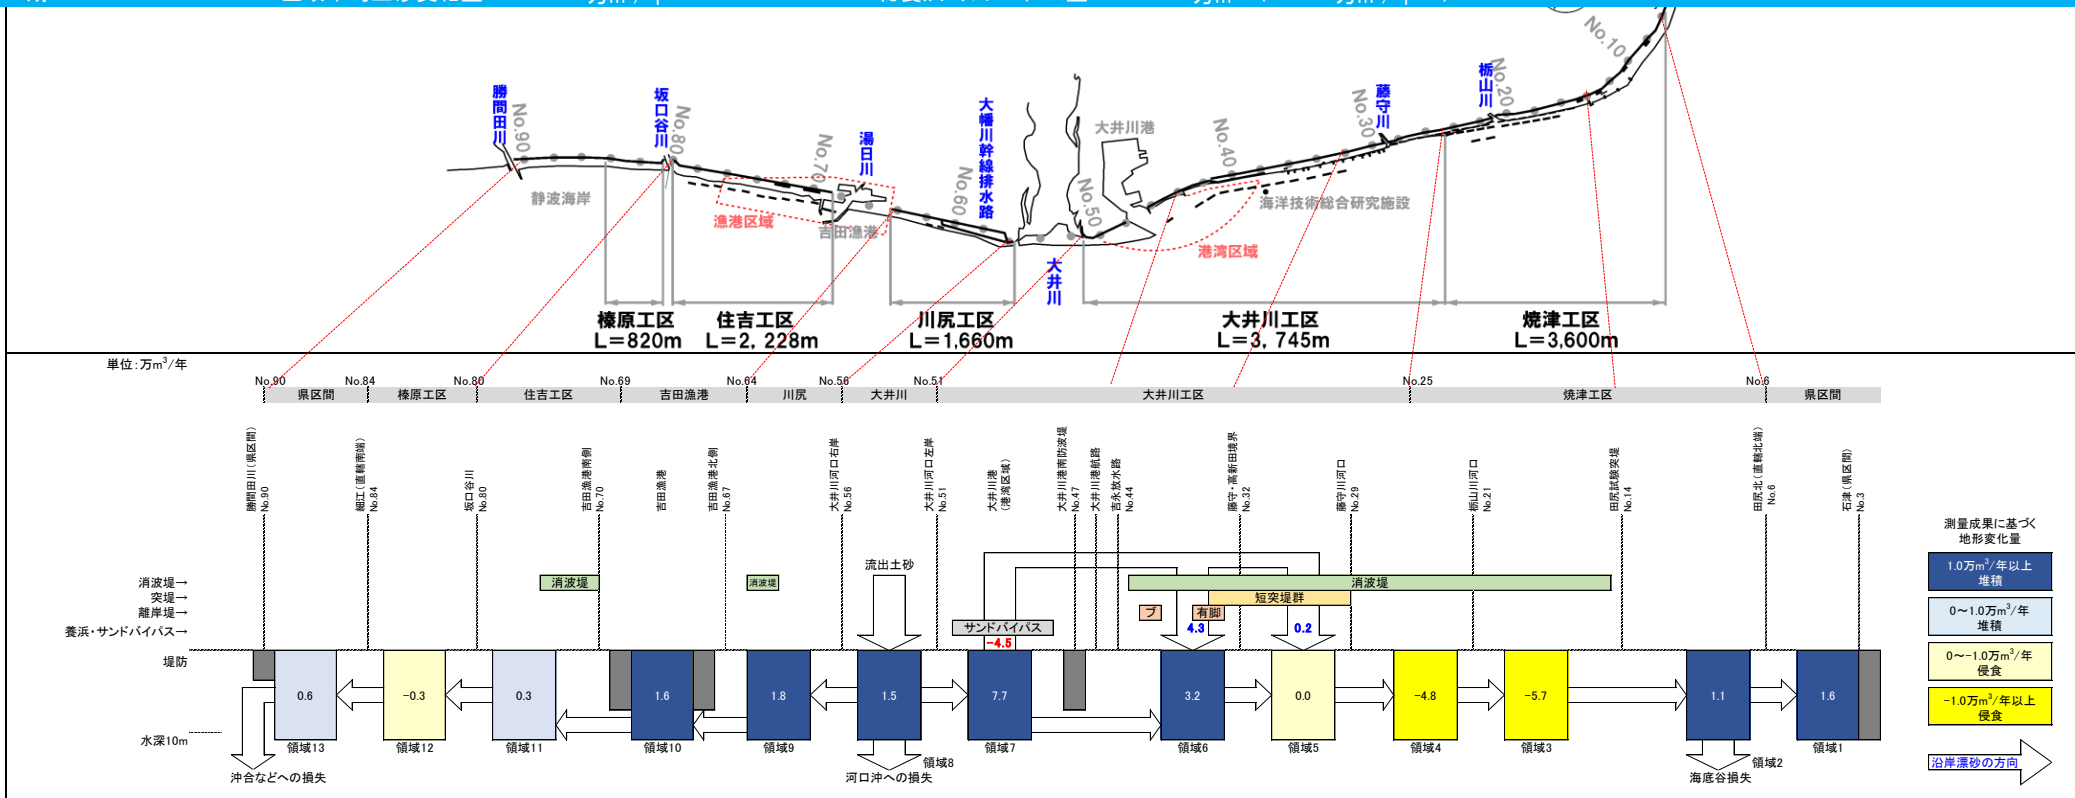 No.10
No.20
栃山川
藤守川
No.30
No.40
大井川港
海洋技術総合研究施設
港湾区域
No.50
大井川
大幡川幹線排水路
No.60
湯日川
No.70
吉田漁港
漁港区域
No.80
坂口谷川
静波海岸
No.90
勝間田川
榛原工区
L=820m
住吉工区
L=2,228m
川尻工区
L=1,660m
大井川工区
L=3,745m
焼津工区
L=3,600m
単位:万m³/年
No.90 No.84 No.80 No.69 No.64 No.56 No.51 No.25 No.6
県区間 榛原工区 住吉工区 吉田漁港 川尻 大井川 大井川工区 焼津工区 県区間
勝間田川(県区間)
No.90
細江(直轄南端)
No.84
坂口谷川
No.80
吉田漁港南側
No.70
吉田漁港
吉田漁港北側
No.67
大井川河口右岸
No.56
大井川河口左岸
No.51
大井川港
(港湾区域)
大井川港南防波堤
No.47
大井川港航路
吉永放水路
No.44
藤守・高新田境界
No.32
藤守川河口
No.29
栃山川河口
No.21
田尻試験突堤
No.14
田尻北(直轄北端)
No.6
石津(県区間)
No.3
流出土砂
消波堤→ 消波堤 消波堤 消波堤
突堤→ 短突堤群
離岸堤→ ブ 有脚
養浜・サンドバイパス→ サンドバイパス 4.3 0.2
-4.5
堤防
0.6 -0.3 0.3 1.6 1.8 1.5 7.7 3.2 0.0 -4.8 -5.7 1.1 1.6
水深10m
領域13 領域12 領域11 領域10 領域9 領域8 領域7 領域6 領域5 領域4 領域3 領域2 領域1
沖合などへの損失 河口沖への損失 海底谷損失
測量成果に基づく
地形変化量
1.0万m³/年以上
堆積
0~1.0万m³/年
堆積
0~-1.0万m³/年
侵食
-1.0万m³/年以上
侵食
沿岸漂砂の方向